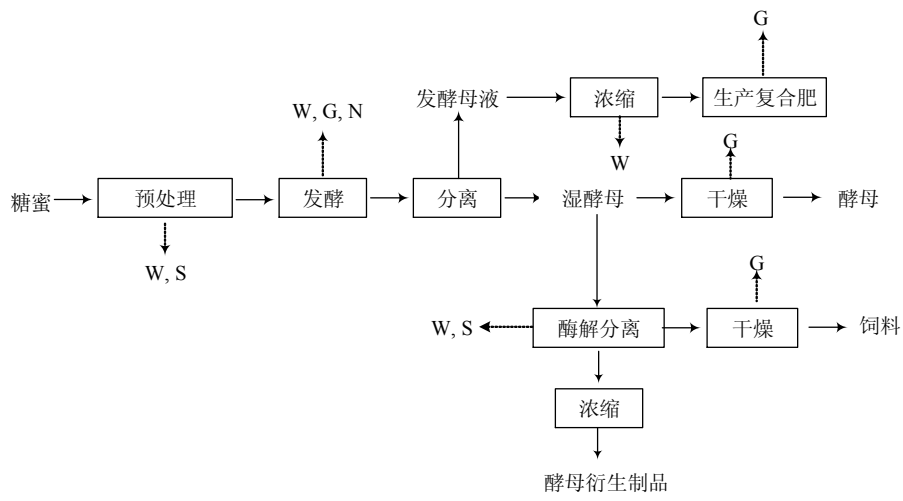 G
发酵母液
浓缩
生产复合肥
W, G, N
W
G
糖蜜
预处理
发酵
分离
湿酵母
干燥
酵母
W, S
G
W, S
酶解分离
干燥
饲料
浓缩
酵母衍生制品